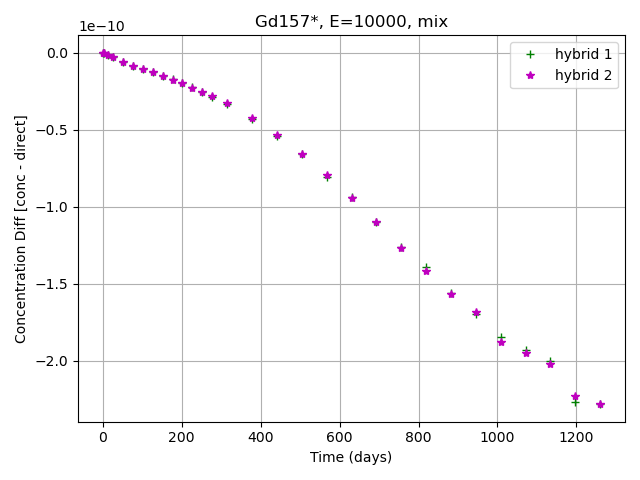 Gd157*, E=10000, mix
1e−10
hybrid 1
hybrid 2
0.0
−0.5
−1.0
−1.5
−2.0
Concentration Diff [conc - direct]
0 200 400 600 800 1000 1200
Time (days)